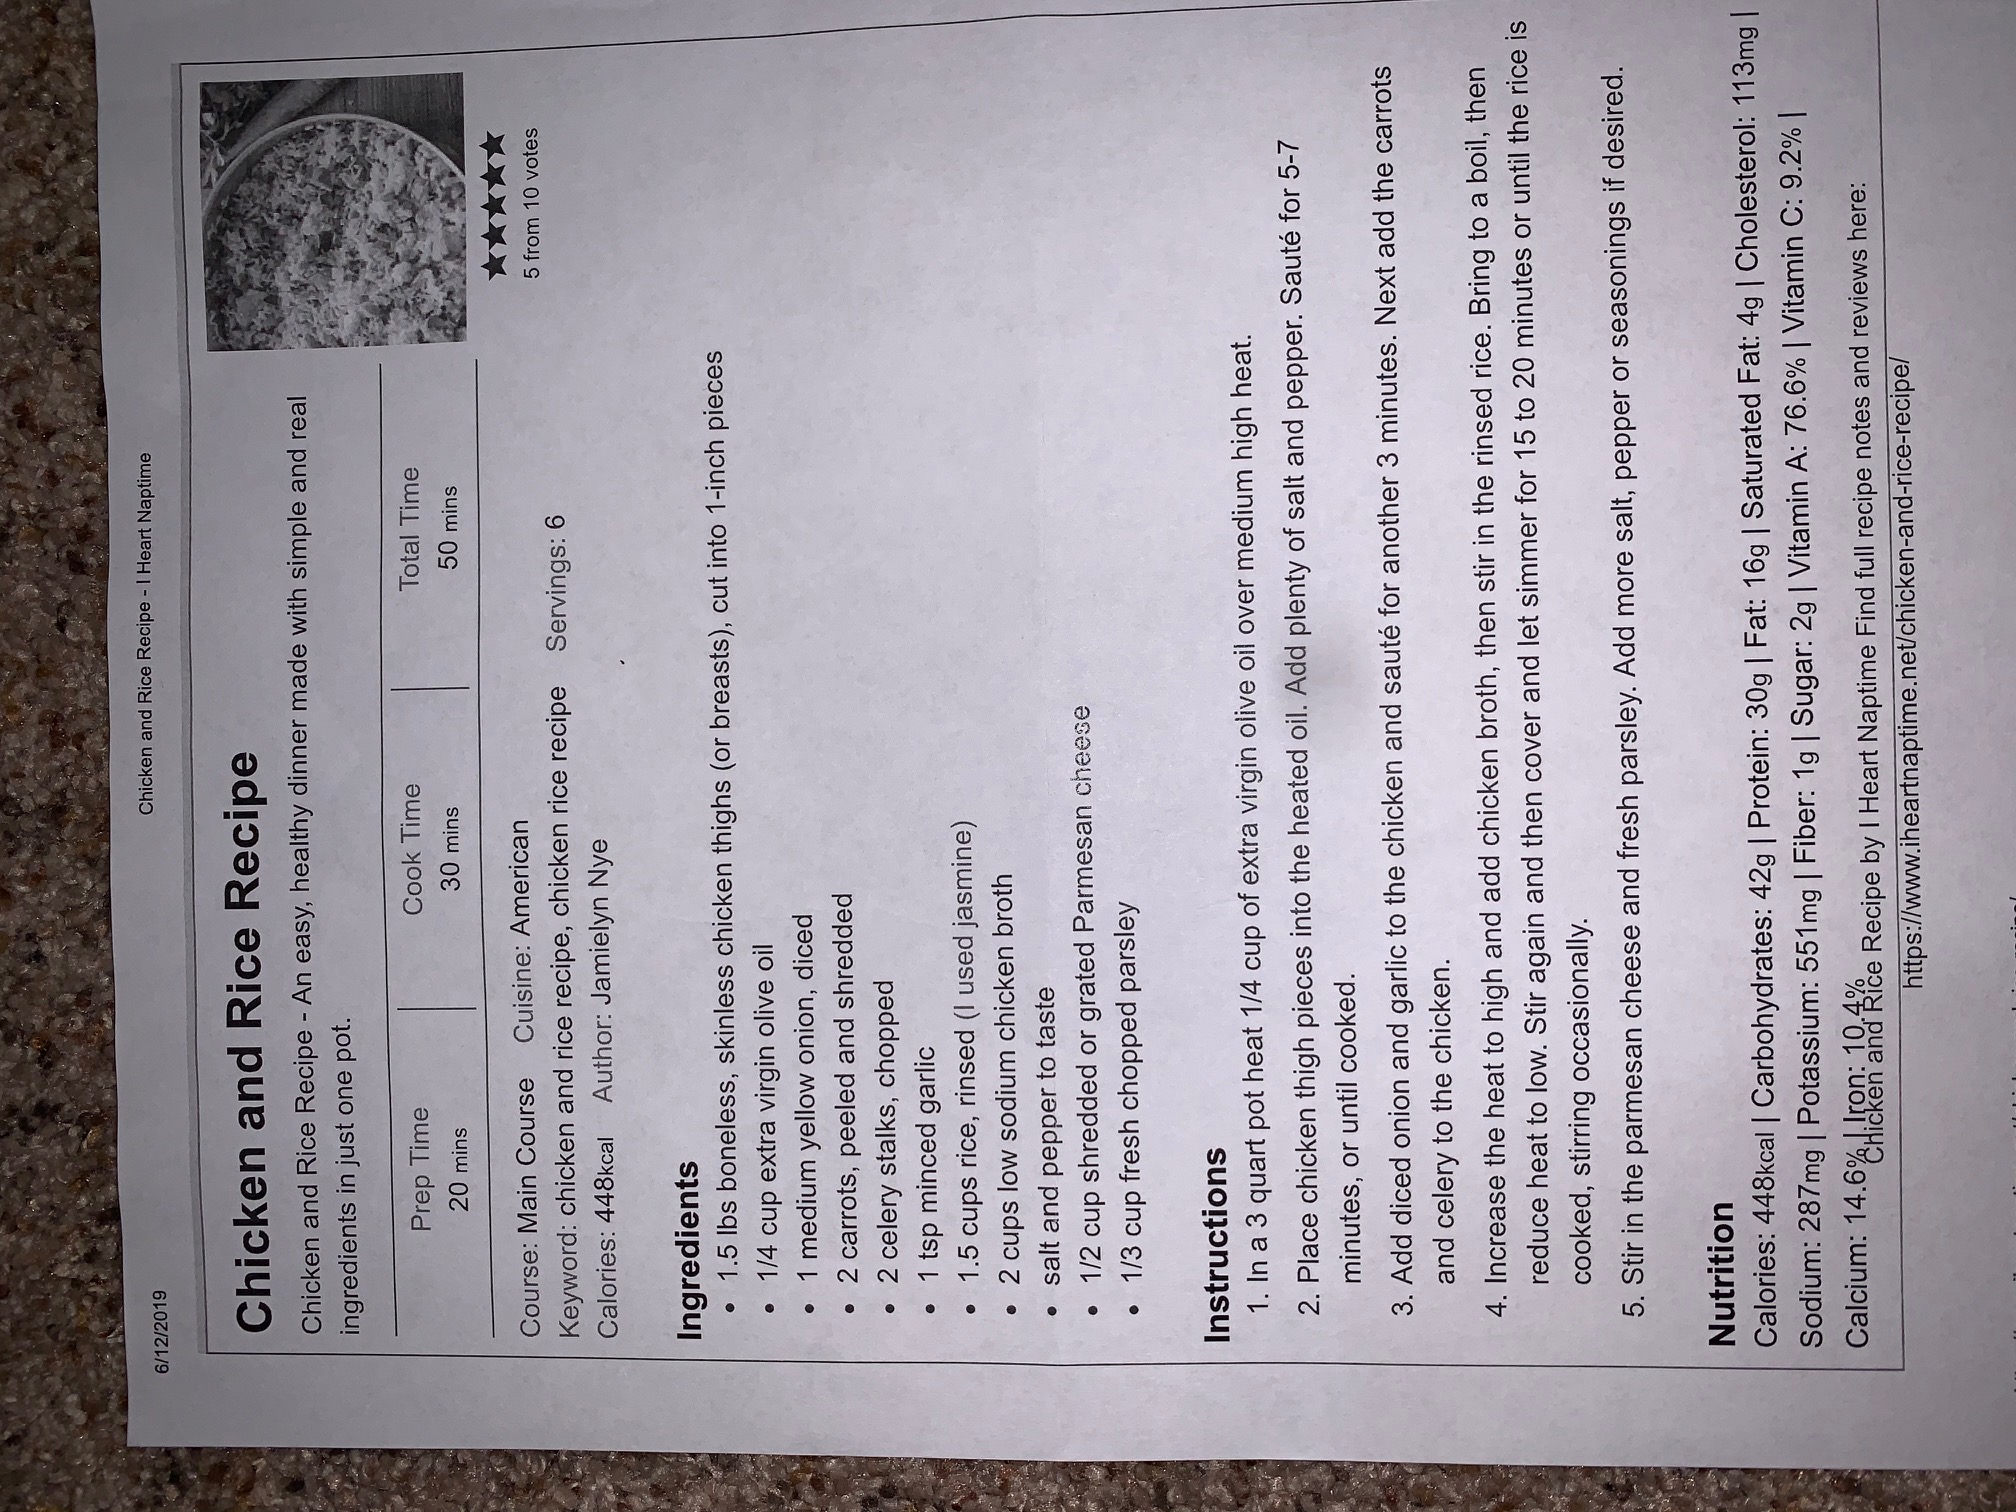 6/12/2019
Chicken and Rice Recipe - I Heart Naptime
Chicken and Rice Recipe
Chicken and Rice Recipe - An easy, healthy dinner made with simple and real
ingredients in just one pot.
Prep Time
20 mins
Cook Time
30 mins
Total Time
50 mins
★★★★★
5 from 10 votes
Course: Main Course Cuisine: American
Keyword: chicken and rice recipe, chicken rice recipe Servings: 6
Calories: 448kcal Author: Jamielyn Nye
Ingredients
• 1.5 lbs boneless, skinless chicken thighs (or breasts), cut into 1-inch pieces
• 1/4 cup extra virgin olive oil
• 1 medium yellow onion, diced
• 2 carrots, peeled and shredded
• 2 celery stalks, chopped
• 1 tsp minced garlic
• 1.5 cups rice, rinsed (I used jasmine)
• 2 cups low sodium chicken broth
• salt and pepper to taste
• 1/2 cup shredded or grated Parmesan cheese
• 1/3 cup fresh chopped parsley
Instructions
1. In a 3 quart pot heat 1/4 cup of extra virgin olive oil over medium high heat.
2. Place chicken thigh pieces into the heated oil. Add plenty of salt and pepper. Sauté for 5-7
minutes, or until cooked.
3. Add diced onion and garlic to the chicken and sauté for another 3 minutes. Next add the carrots
and celery to the chicken.
4. Increase the heat to high and add chicken broth, then stir in the rinsed rice. Bring to a boil, then
reduce heat to low. Stir again and then cover and let simmer for 15 to 20 minutes or until the rice is
cooked, stirring occasionally.
5. Stir in the parmesan cheese and fresh parsley. Add more salt, pepper or seasonings if desired.
Nutrition
Calories: 448kcal | Carbohydrates: 42g | Protein: 30g | Fat: 16g | Saturated Fat: 4g | Cholesterol: 113mg |
Sodium: 287mg | Potassium: 551mg | Fiber: 1g | Sugar: 2g | Vitamin A: 76.6% | Vitamin C: 9.2% |
Calcium: 14.6% | Iron: 10.4%
Chicken and Rice Recipe by I Heart Naptime Find full recipe notes and reviews here:
https://www.iheartnaptime.net/chicken-and-rice-recipe/